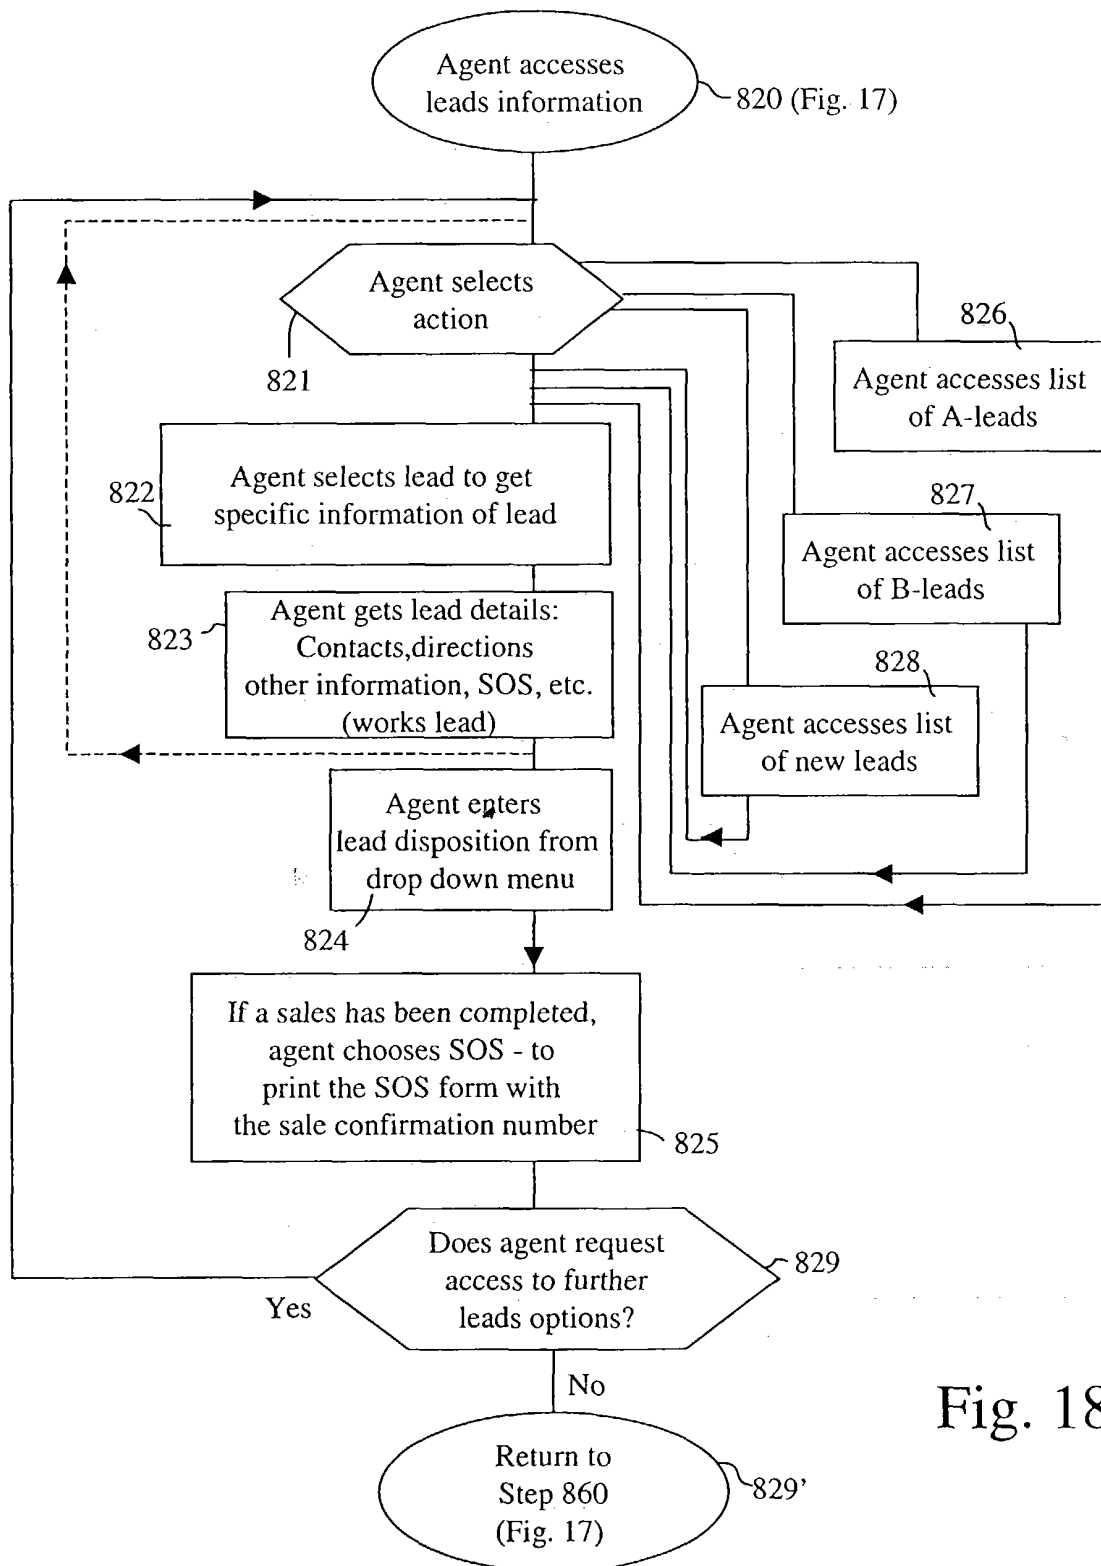 Agent accesses
leads information
820 (Fig. 17)
Agent selects
action
821
826
Agent accesses list
of A-leads
822
Agent selects lead to get
specific information of lead
827
Agent accesses list
of B-leads
823
Agent gets lead details:
Contacts,directions
other information, SOS, etc.
(works lead)
828
Agent accesses list
of new leads
Agent enters
lead disposition from
drop down menu
824
If a sales has been completed,
agent chooses SOS - to
print the SOS form with
the sale confirmation number
825
Does agent request
access to further
leads options?
829
Yes
No
Fig. 18
Return to
Step 860
(Fig. 17)
829'